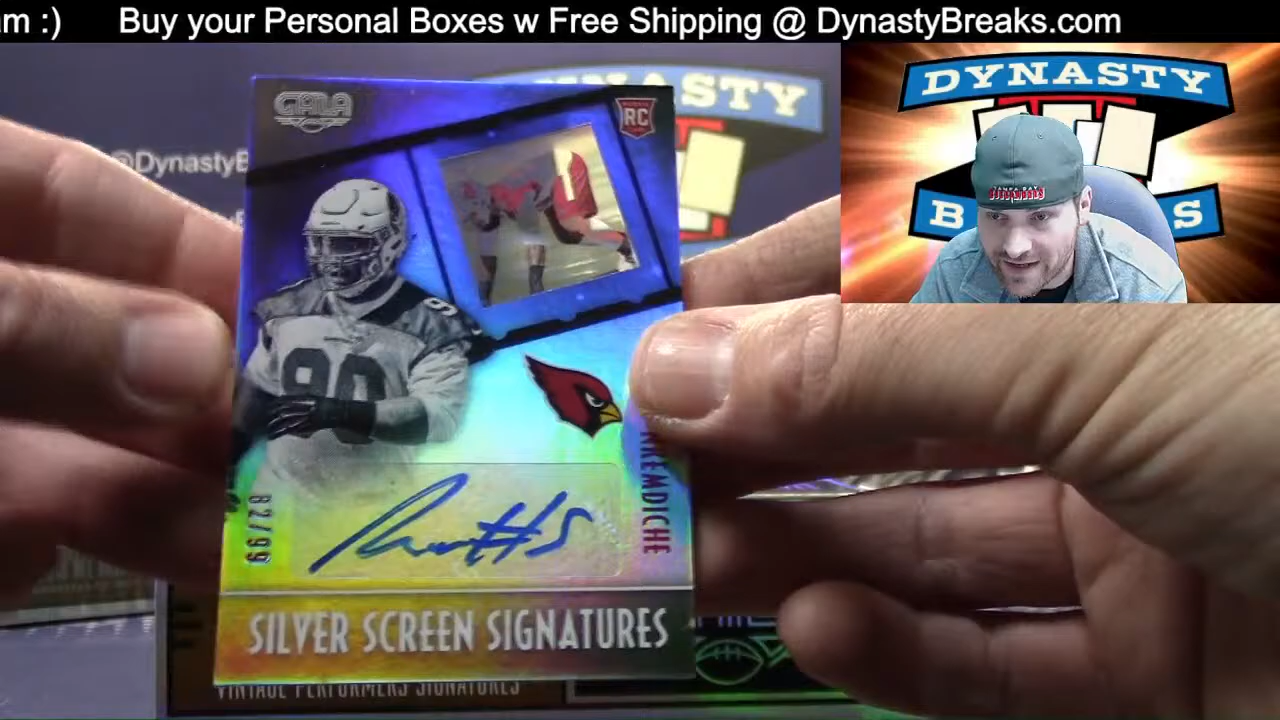 m :) Buy your Personal Boxes w Free Shipping @ DynastyBreaks.com
@DynastyB
GALA
RC
STY
DYNASTY
B S
90
NKEMDICHE
82/99
SILVER SCREEN SIGNATURES
VINTAGE PERFORMERS SIGNATURES